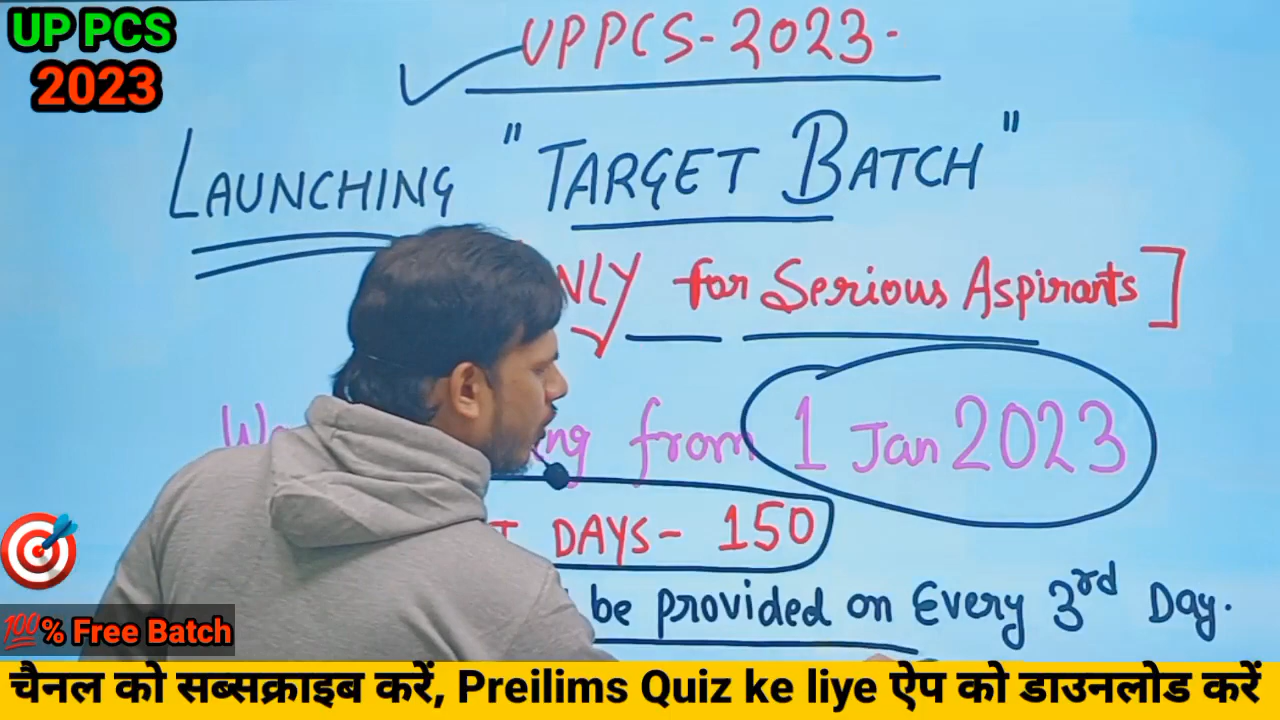 UP PCS
2023
UPPCS-2023-
LAUNCHING "TARGET BATCH"
for Serious Aspirants]
from 1 Jan 2023
DAYS- 150
be provided on Every 3rd Day.
💯% Free Batch
चैनल को सब्सक्राइब करें, Preilims Quiz ke liye ऐप को डाउनलोड करें